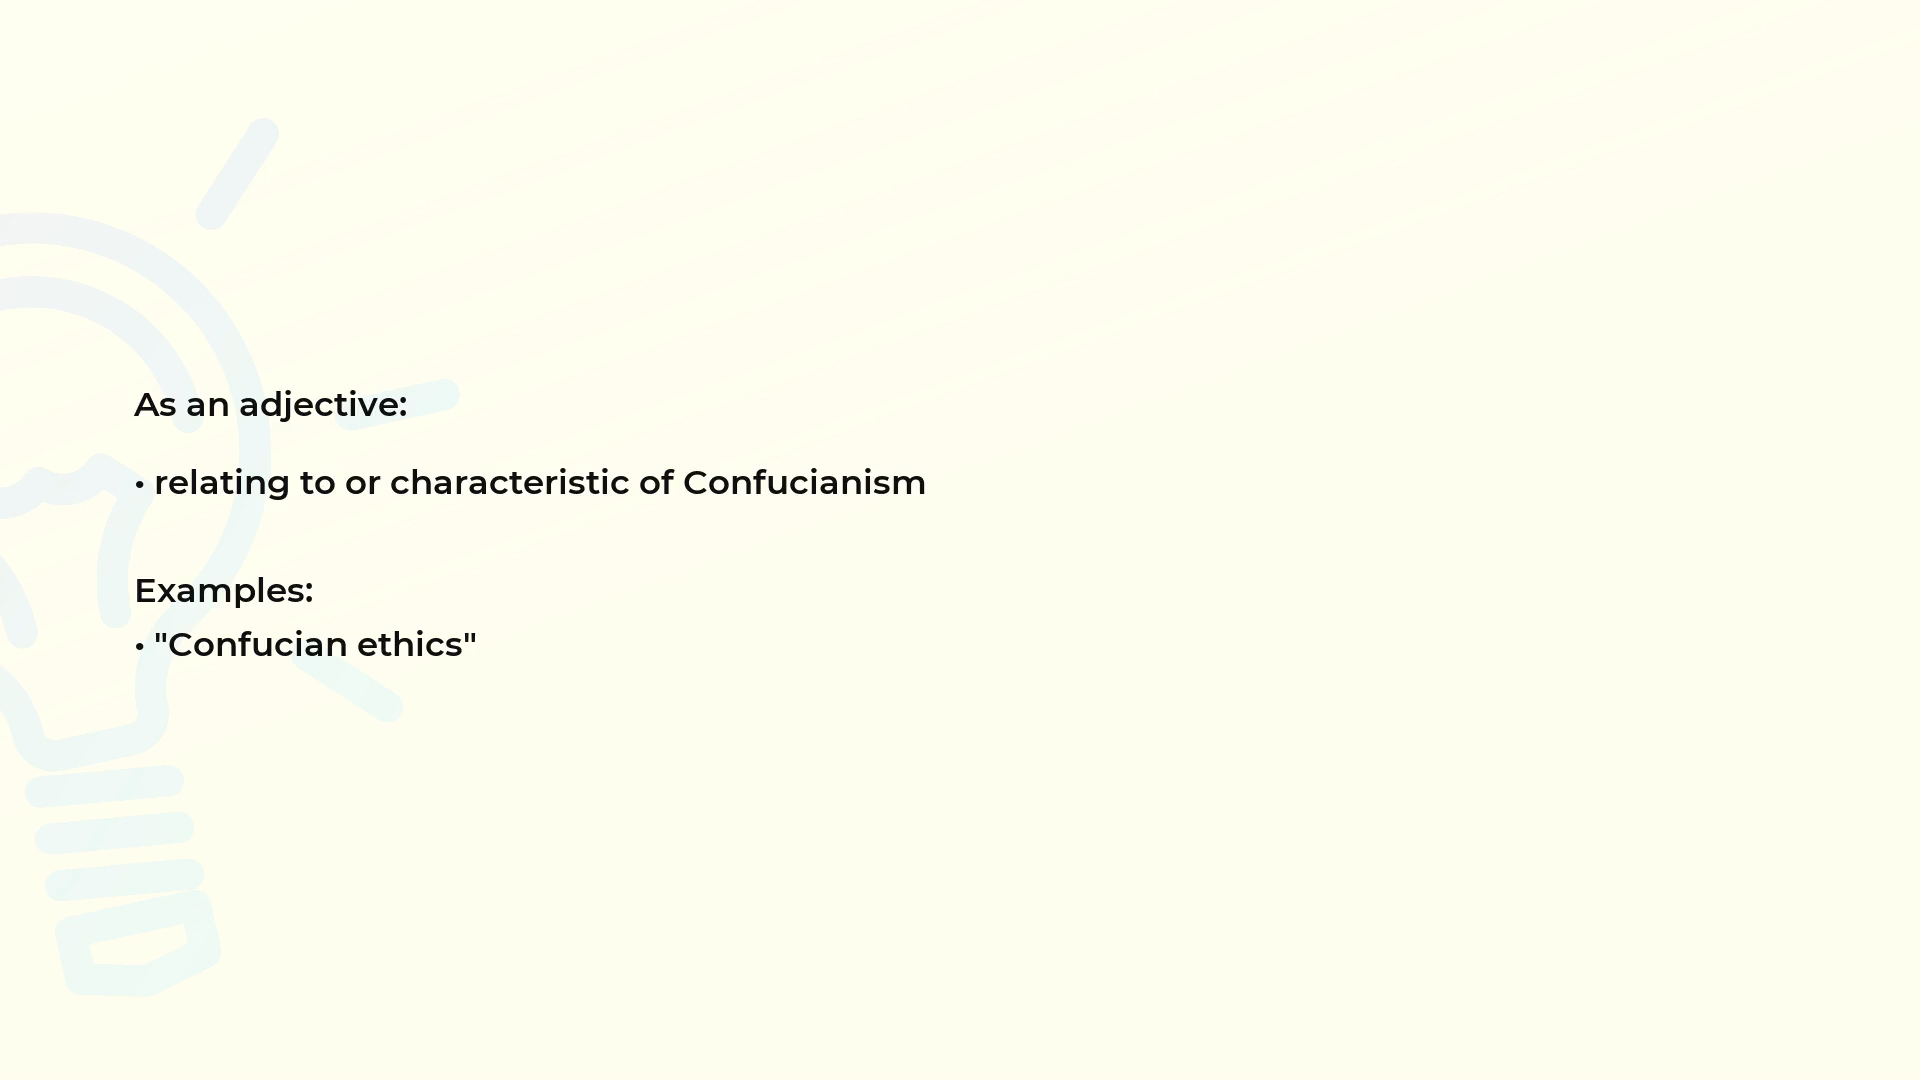 As an adjective:
• relating to or characteristic of Confucianism
Examples:
• "Confucian ethics"